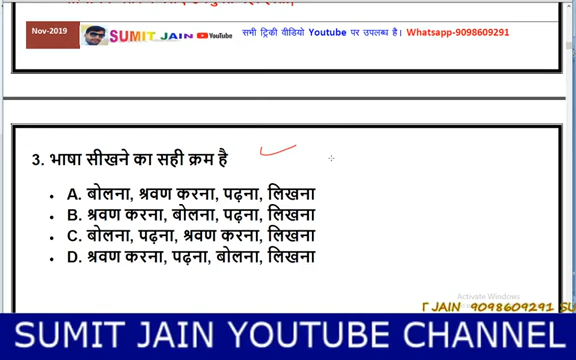 Nov-2019
SUMIT JAIN YouTube
सभी ट्रिकी वीडियो Youtube पर उपलब्ध है। Whatsapp-9098609291
3. भाषा सीखने का सही क्रम है
• A. बोलना, श्रवण करना, पढ़ना, लिखना
• B. श्रवण करना, बोलना, पढ़ना, लिखना
• C. बोलना, पढ़ना, श्रवण करना, लिखना
• D. श्रवण करना, पढ़ना, बोलना, लिखना
Activate Windows
T JAIN 9098609291 SU
SUMIT JAIN YOUTUBE CHANNEL